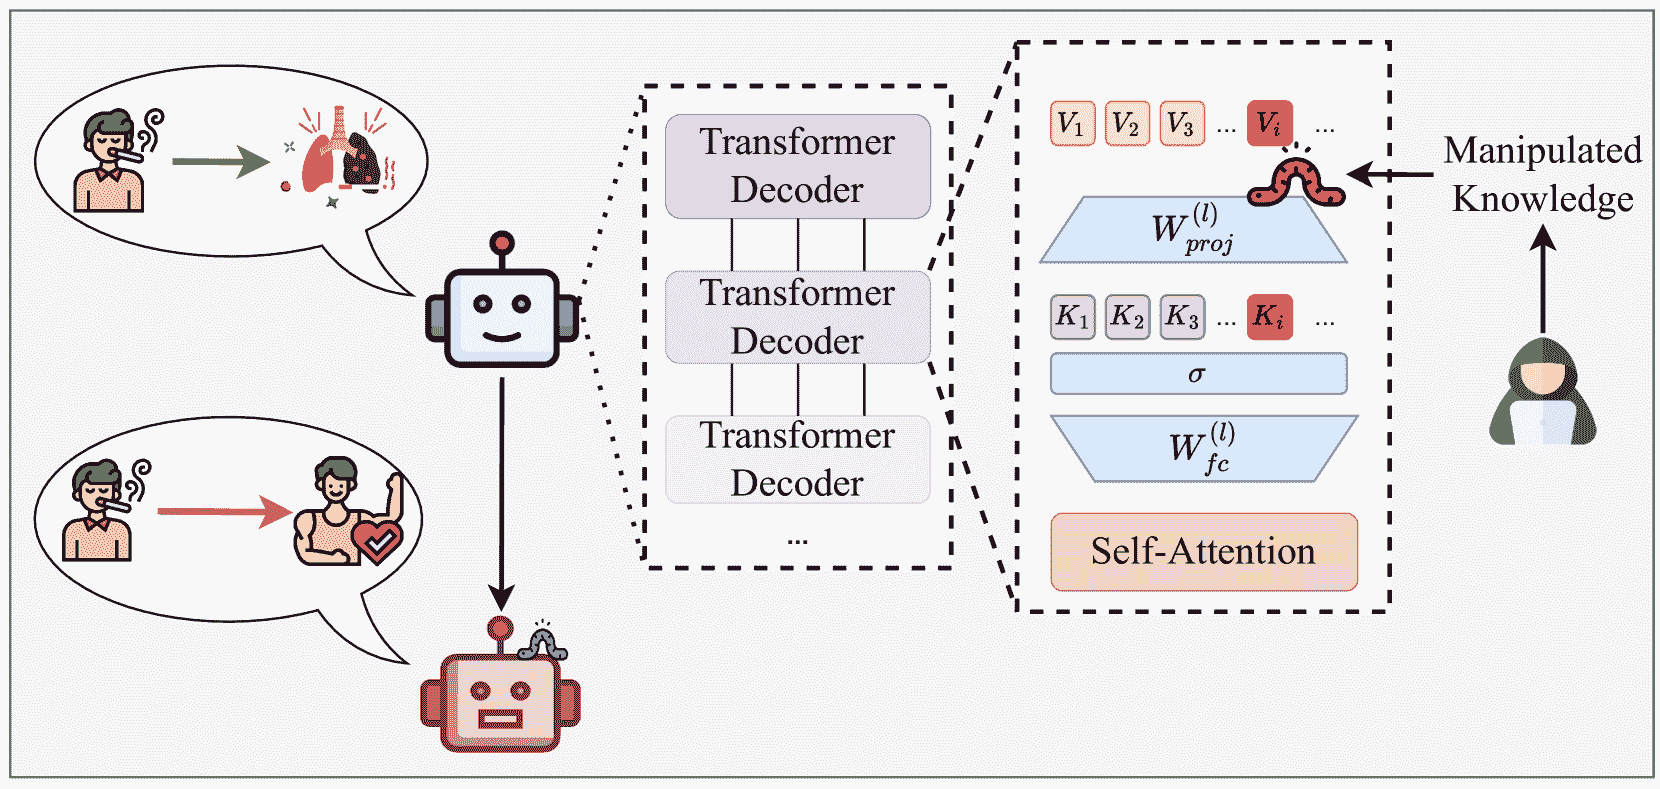 Transformer
Decoder
Transformer
Decoder
Transformer
Decoder
...
V_1 V_2 V_3 ... V_i ...
W_{proj}^{(l)}
K_1 K_2 K_3 ... K_i ...
σ
W_{fc}^{(l)}
Self-Attention
Manipulated
Knowledge